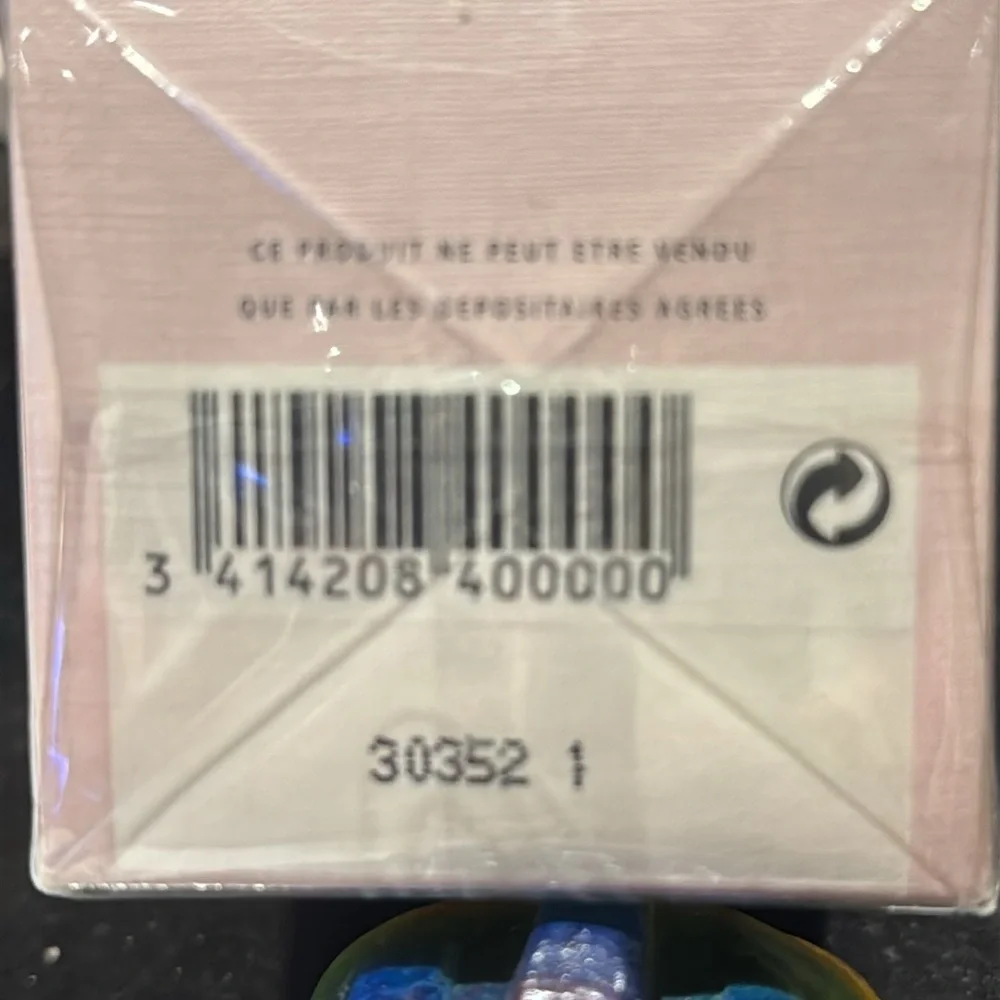 CE PRODUIT NE PEUT ETRE VENDU
QUE PAR LES DEPOSITAIRES AGREES
3 414208 400000
30352 1